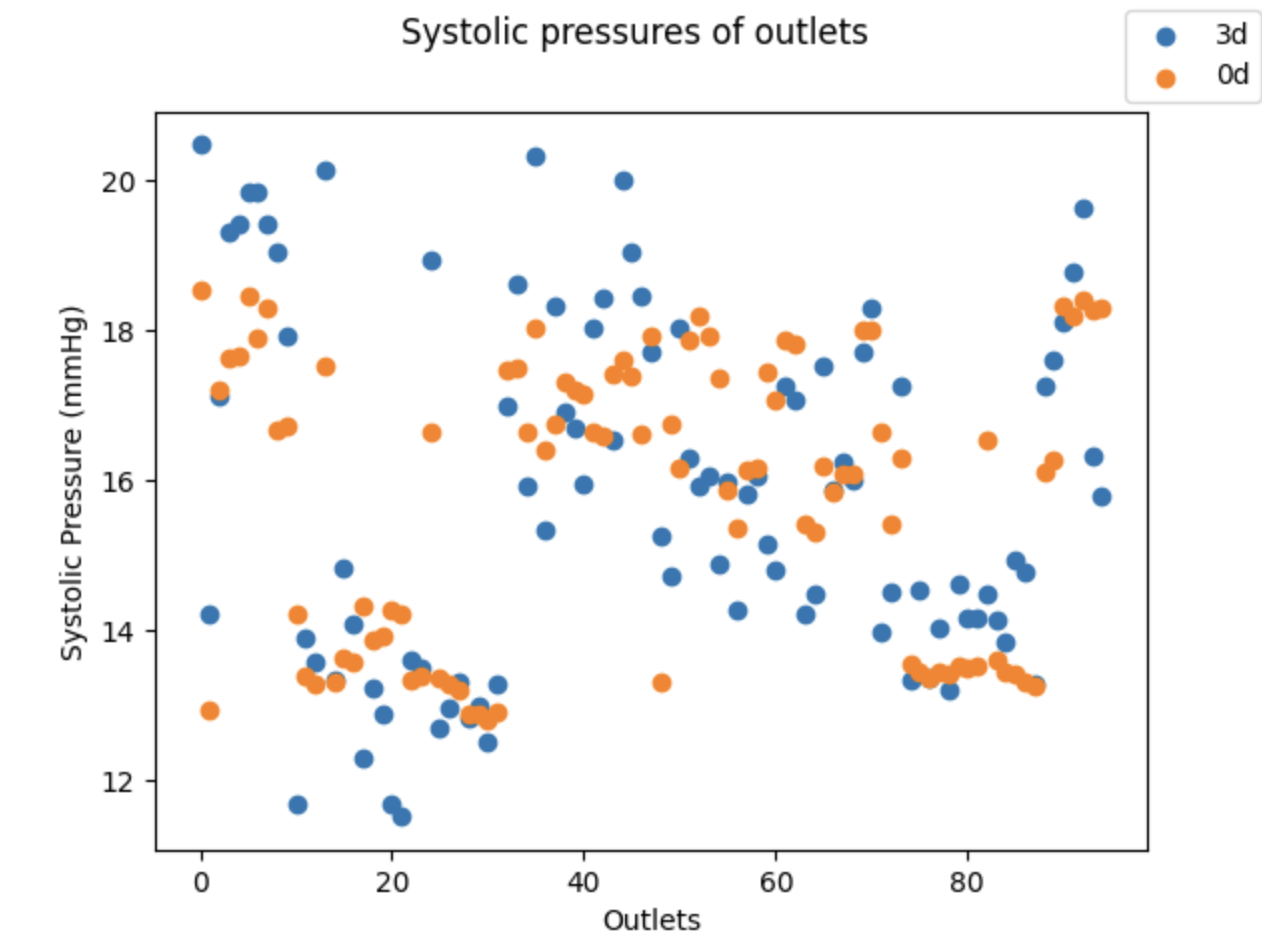 Systolic pressures of outlets
3d
0d
Systolic Pressure (mmHg)
20
18
16
14
12
0 20 40 60 80
Outlets